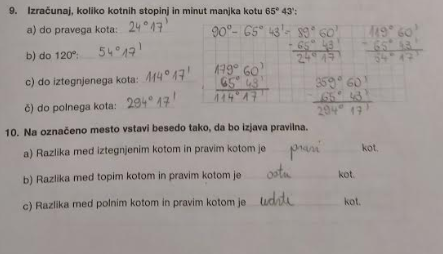 9. Izračunaj, koliko kotnih stopinj in minut manjka kotu 65° 43':
a) do pravega kota: 24° 17'
b) do 120°: 54° 17'
c) do iztegnjenega kota: 114° 17'
č) do polnega kota: 294° 17'
90° - 65° 43' = 89° 60'
- 65° 43'
24° 17'
119° 60'
- 65° 43'
54° 17'
179° 60'
65° 43'
114° 17'
359° 60'
65° 43'
294° 17'
10. Na označeno mesto vstavi besedo tako, da bo izjava pravilna.
a) Razlika med iztegnjenim kotom in pravim kotom je pravi kot.
b) Razlika med topim kotom in pravim kotom je kot.
c) Razlika med polnim kotom in pravim kotom je kot.